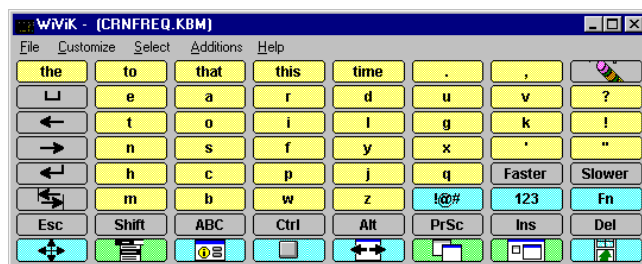 WiViK - (CRNFREQ.KBM)
File Customize Select Additions Help
the to that this time . ,
e a r d u v ?
t o i l g k !
n s f y x ' "
h c p j q Faster Slower
m b w z !@# 123 Fn
Esc Shift ABC Ctrl Alt PrSc Ins Del